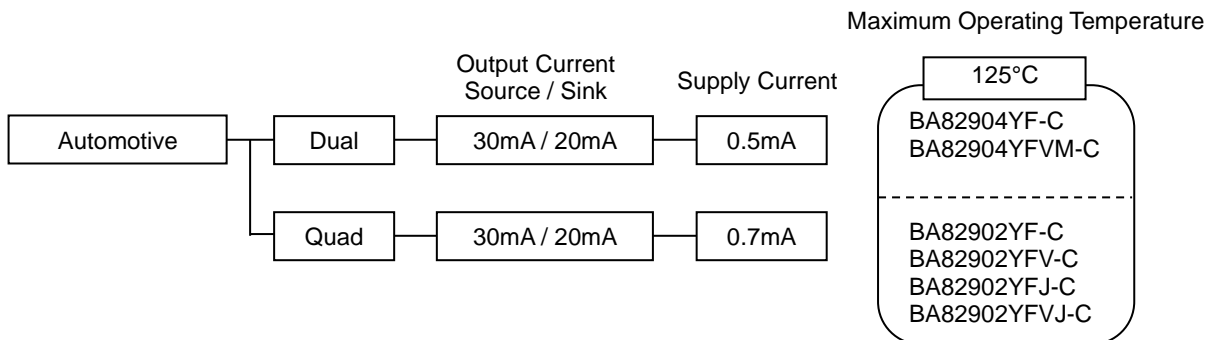 Maximum Operating Temperature
Output Current
Source / Sink
Supply Current
125°C
Automotive
Dual
30mA / 20mA
0.5mA
BA82904YF-C
BA82904YFVM-C
Quad
30mA / 20mA
0.7mA
BA82902YF-C
BA82902YFV-C
BA82902YFJ-C
BA82902YFVJ-C